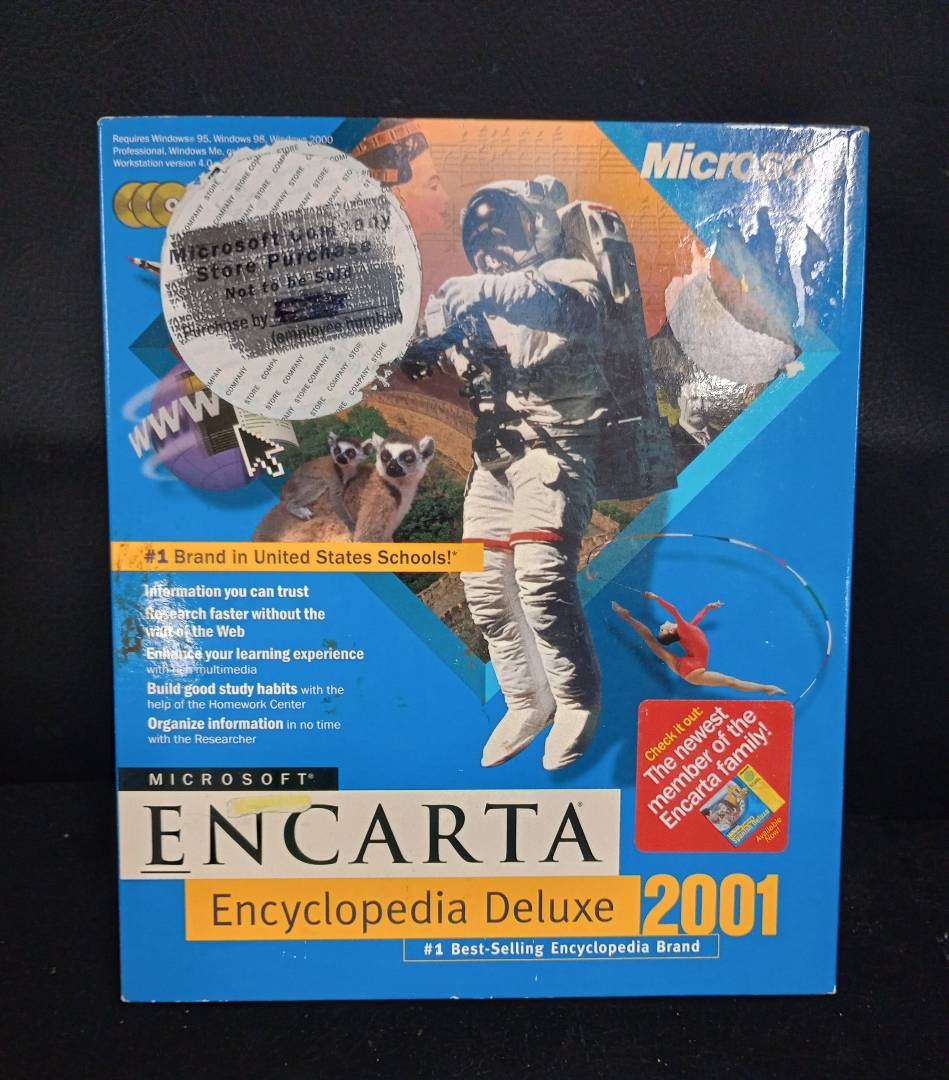 Requires Windows® 95, Windows 98, Windows 2000
Professional, Windows Me, or
Workstation version 4.0
Microsoft
Microsoft Company
Store Purchase
Not to be Sold
Purchase by
(employee number)
WWW
#1 Brand in United States Schools!*
Information you can trust
Research faster without the
wait of the Web
Enhance your learning experience
with rich multimedia
Build good study habits with the
help of the Homework Center
Organize information in no time
with the Researcher
Check it out:
The newest
member of the
Encarta family!
Available
Now!
MICROSOFT®
ENCARTA®
Encyclopedia Deluxe 2001
#1 Best-Selling Encyclopedia Brand